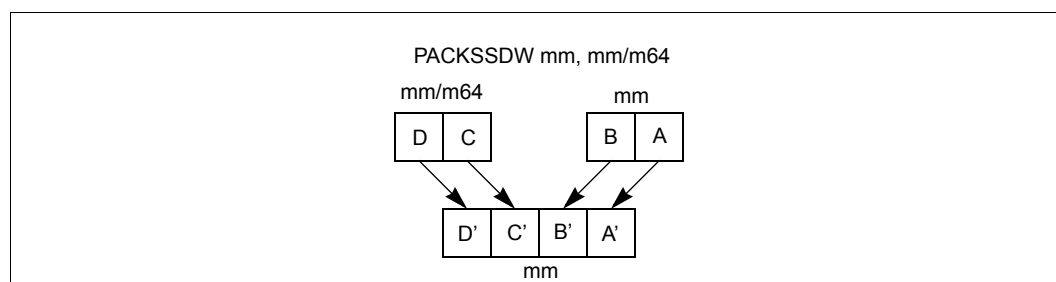 PACKSSDW mm, mm/m64
mm/m64 mm
D C B A
D’ C’ B’ A’
mm